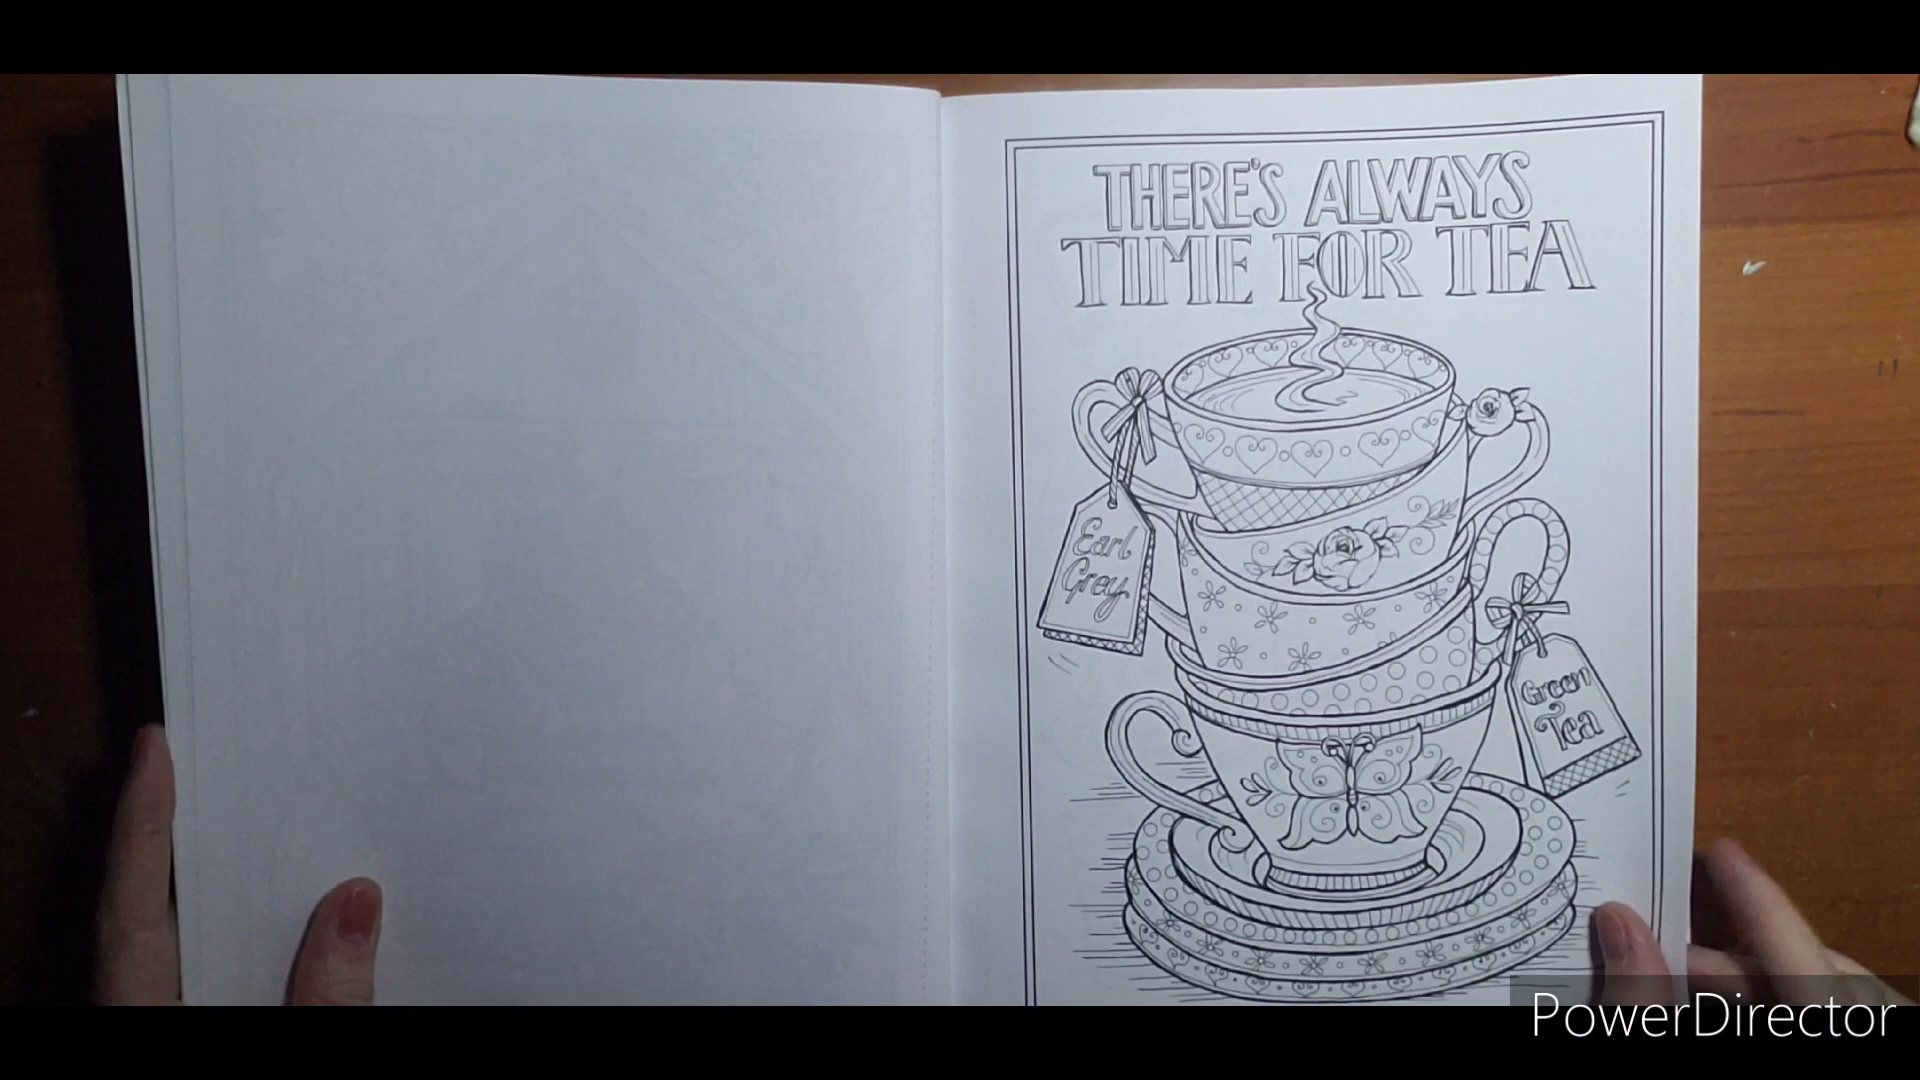 THERE'S ALWAYS
TIME FOR TEA
Earl
Grey
Green
Tea
PowerDirector